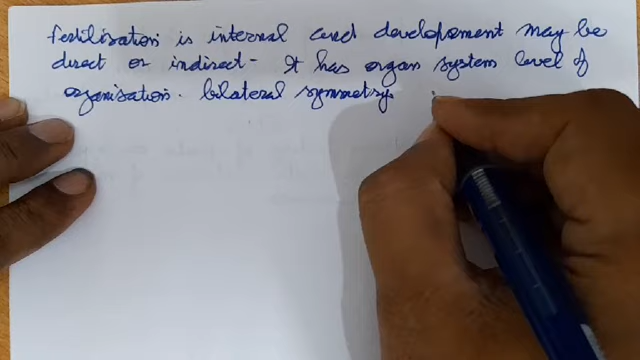 Fertilisation is internal and development may be
direct or indirect - It has organ system level of
organisation. bilateral symmetry.